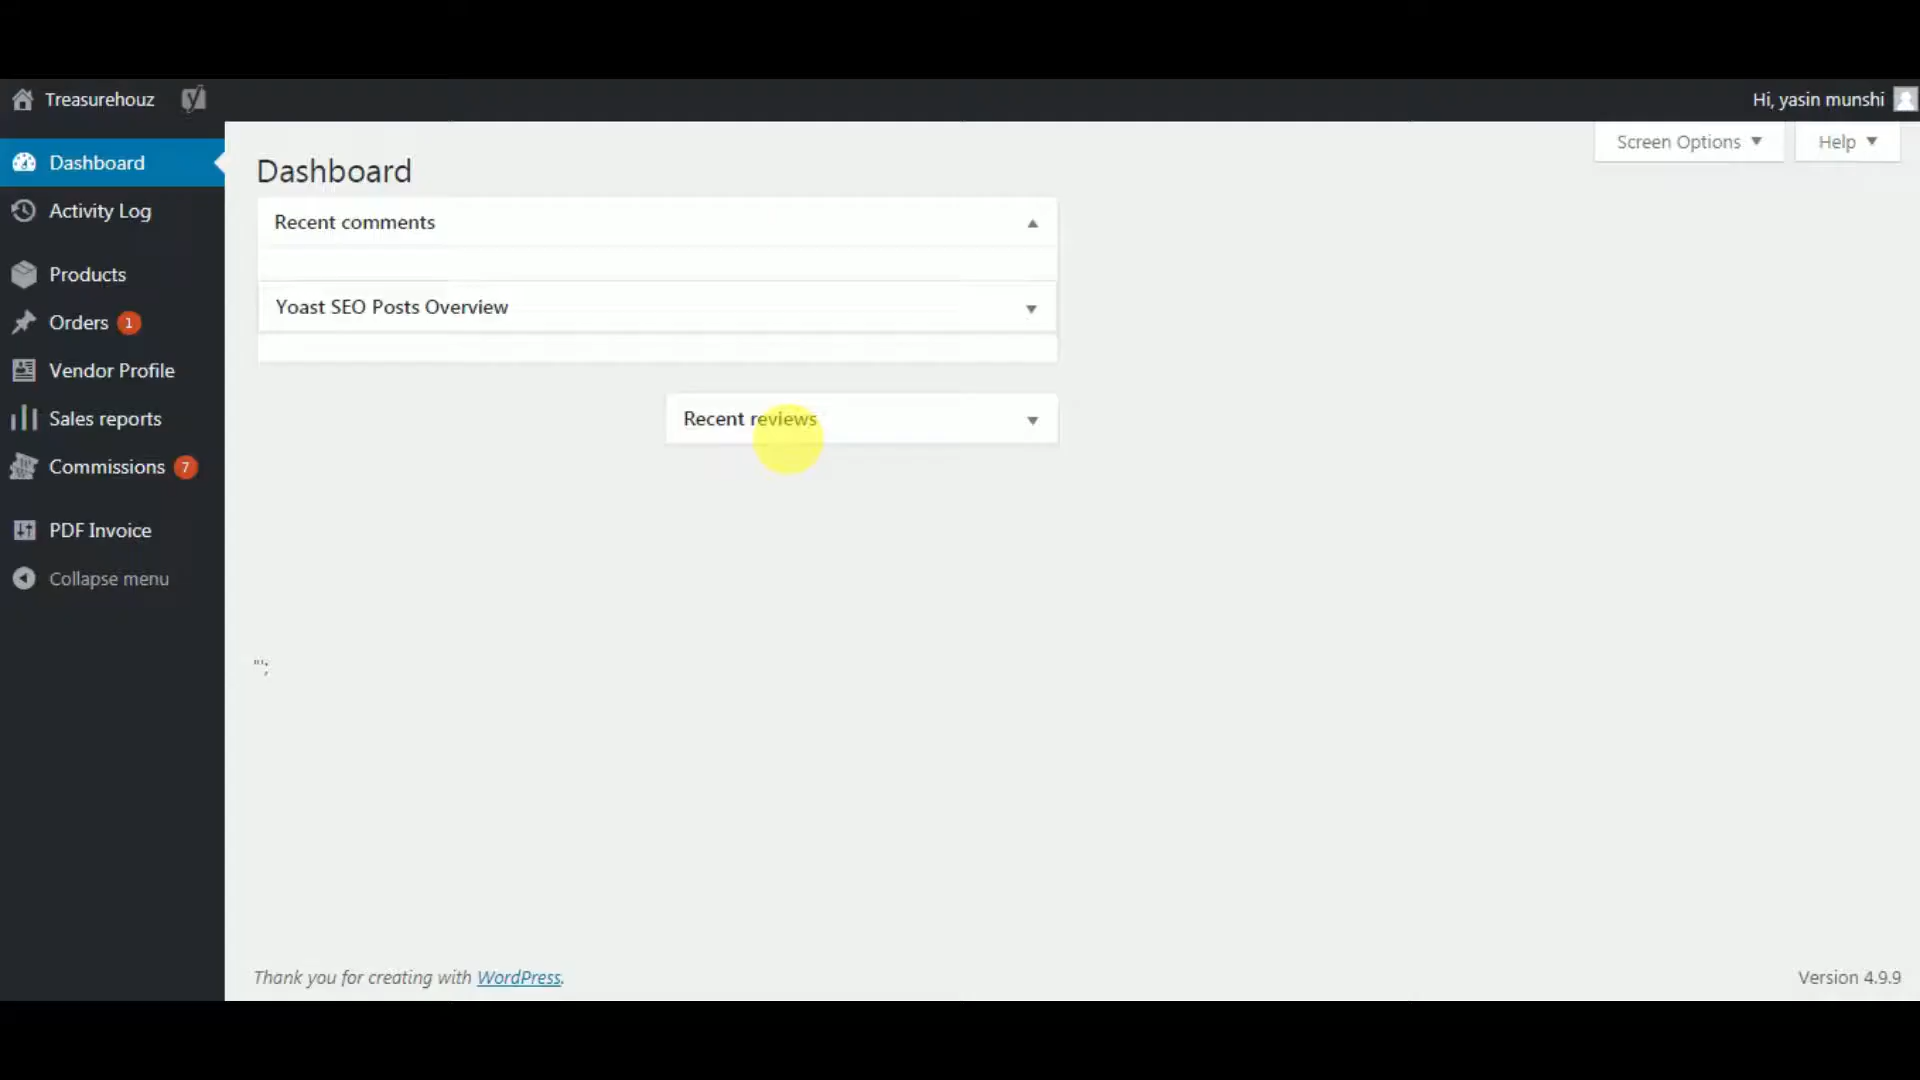 Treasurehouz
Hi, yasin munshi
Screen Options
Help
Dashboard
Activity Log
Products
Orders 1
Vendor Profile
Sales reports
Commissions 7
PDF Invoice
Collapse menu
Dashboard
Recent comments
Yoast SEO Posts Overview
Recent reviews
"';
Thank you for creating with WordPress.
Version 4.9.9